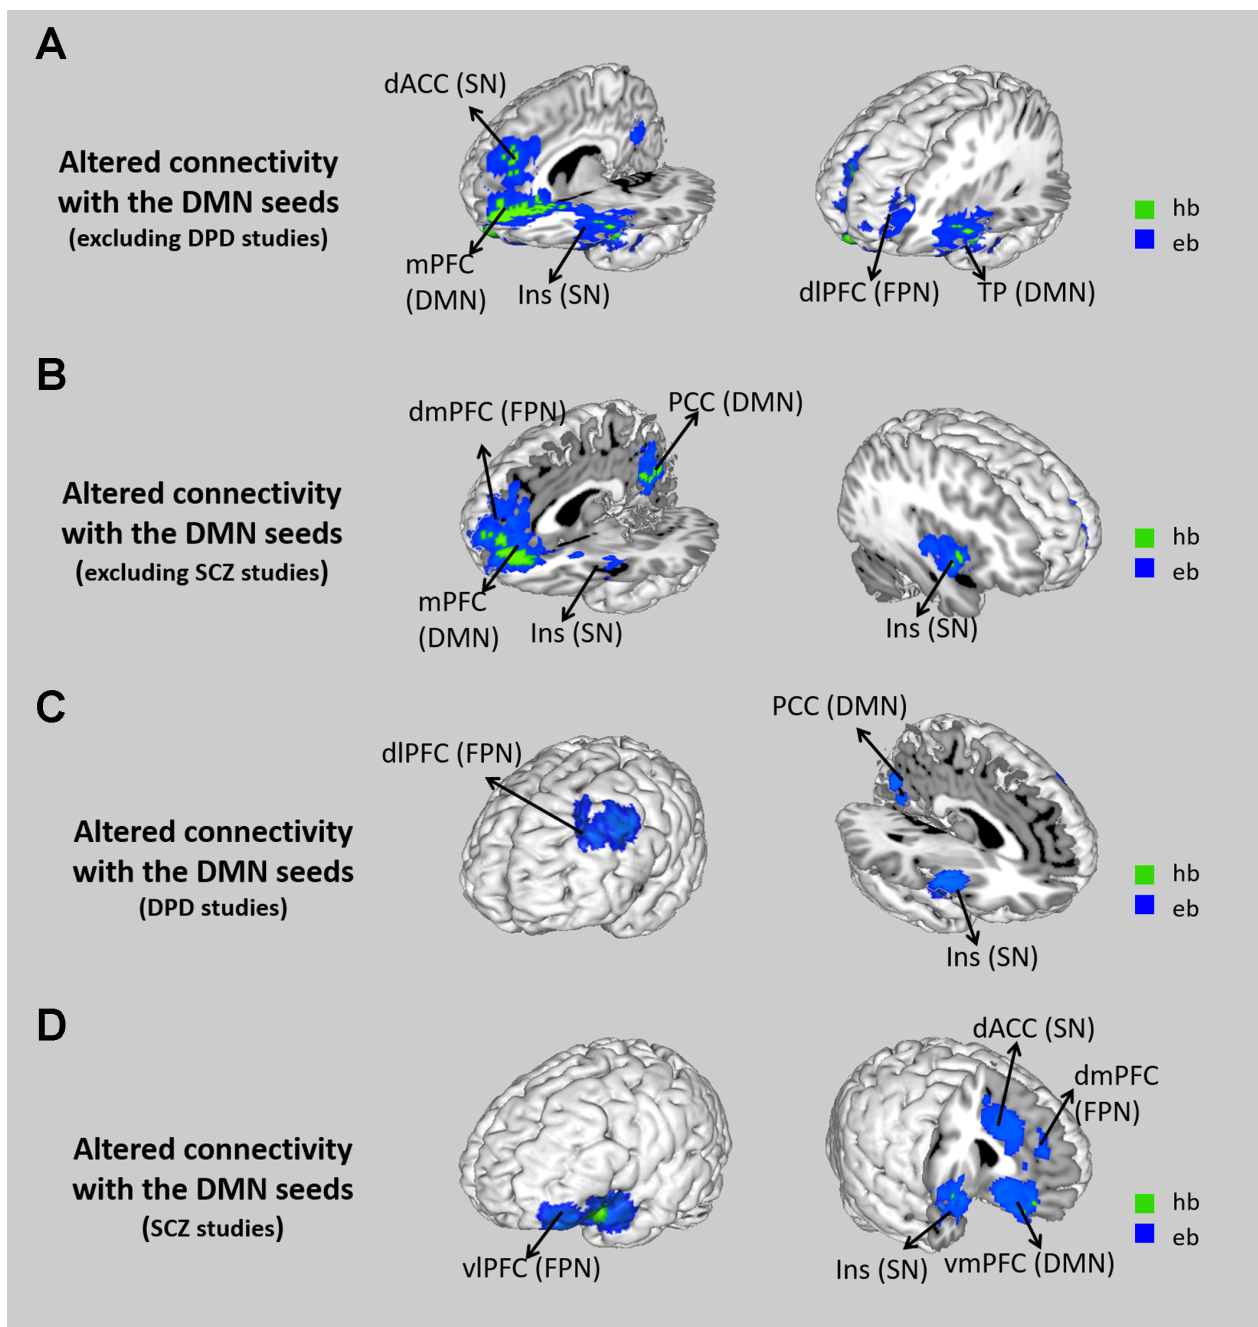 A
Altered connectivity
with the DMN seeds
(excluding DPD studies)
dACC (SN)
mPFC
(DMN)
Ins (SN)
dlPFC (FPN)
TP (DMN)
hb
eb
B
Altered connectivity
with the DMN seeds
(excluding SCZ studies)
dmPFC (FPN)
PCC (DMN)
mPFC
(DMN)
Ins (SN)
Ins (SN)
hb
eb
C
Altered connectivity
with the DMN seeds
(DPD studies)
dlPFC (FPN)
PCC (DMN)
Ins (SN)
hb
eb
D
Altered connectivity
with the DMN seeds
(SCZ studies)
vlPFC (FPN)
dACC (SN)
dmPFC
(FPN)
Ins (SN)
vmPFC (DMN)
hb
eb